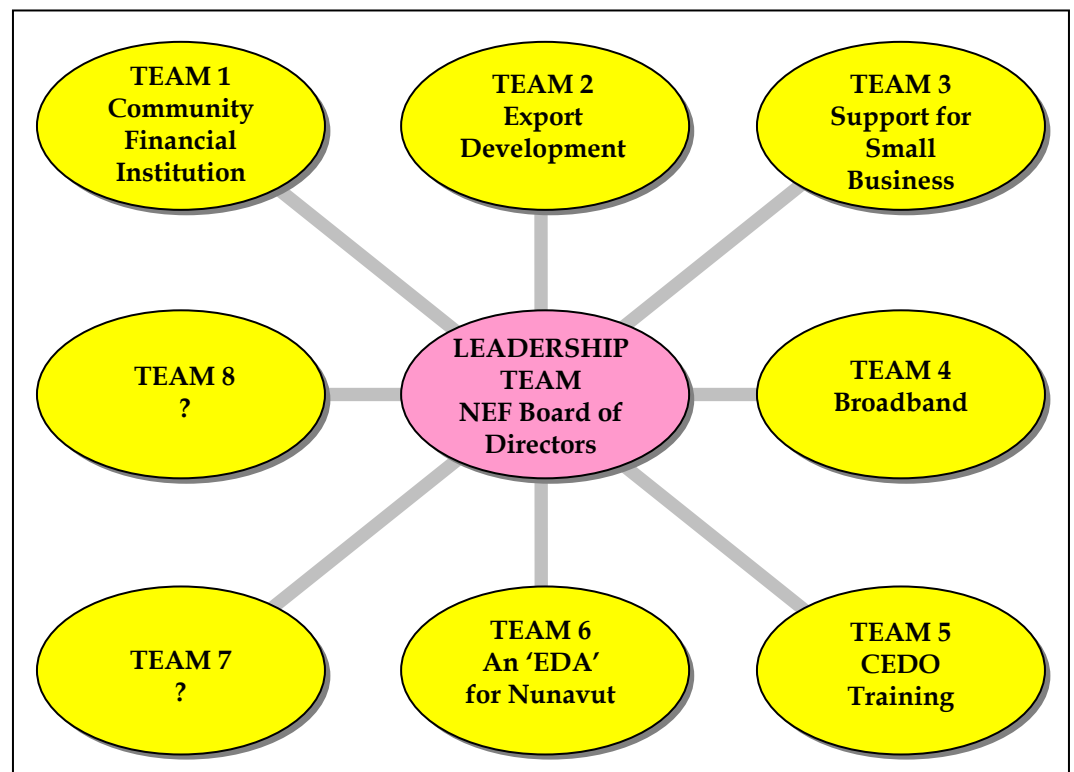 TEAM 1
Community
Financial
Institution
TEAM 2
Export
Development
TEAM 3
Support for
Small
Business
TEAM 8
?
LEADERSHIP
TEAM
NEF Board of
Directors
TEAM 4
Broadband
TEAM 7
?
TEAM 6
An ‘EDA’
for Nunavut
TEAM 5
CEDO
Training